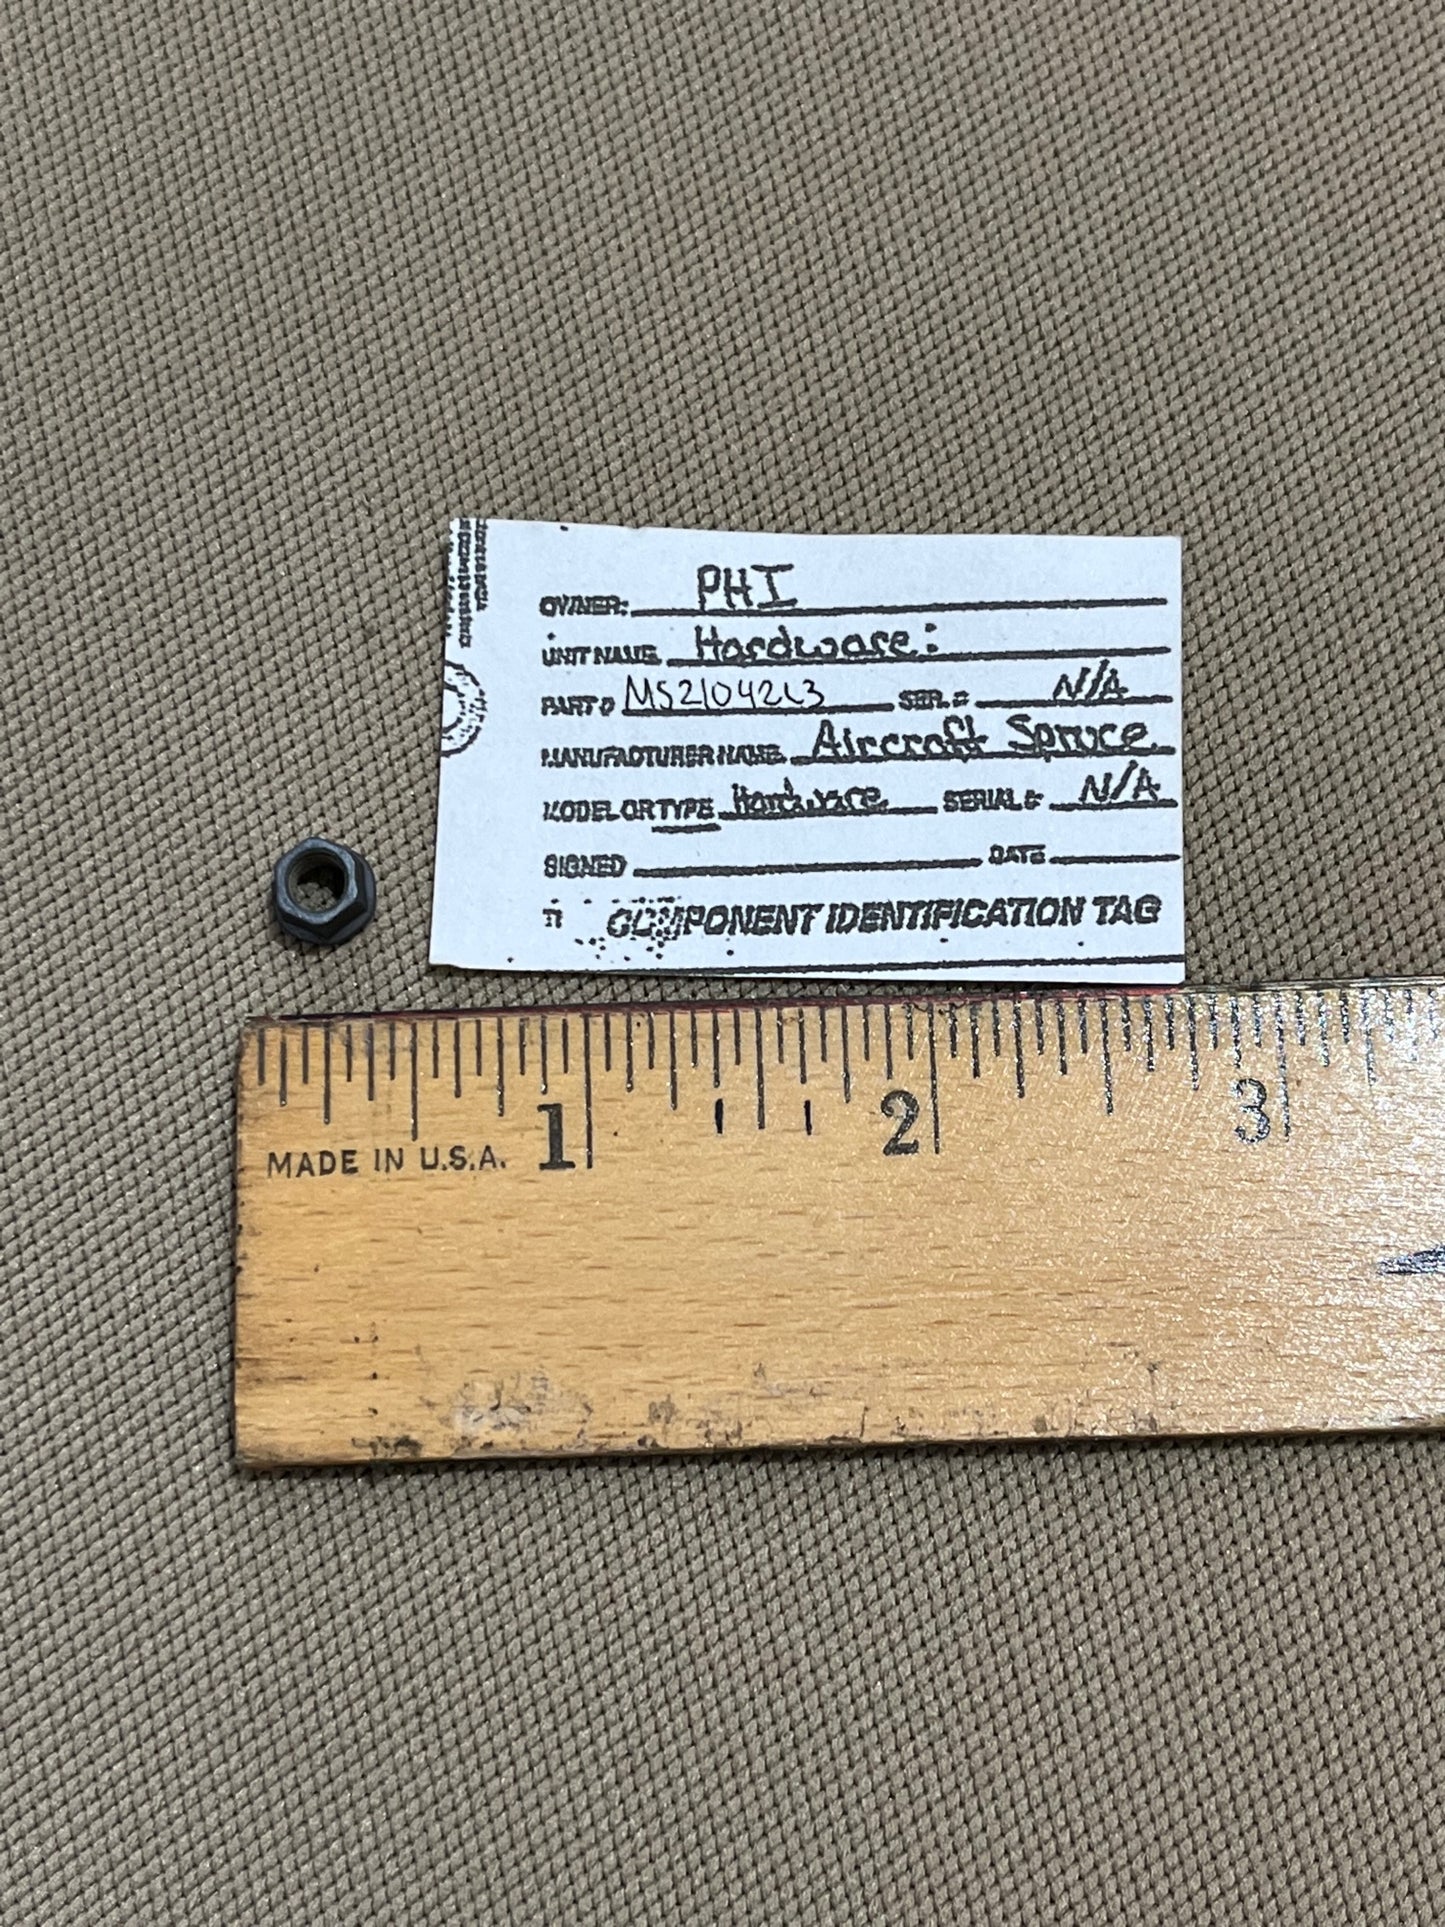 OWNER: PHI
UNIT NAME Hardware:
PART # MS21042L3 SER. # N/A
MANUFACTURER NAME Aircraft Spruce
MODEL OR TYPE Hardware SERIAL # N/A
SIGNED DATE
TI COMPONENT IDENTIFICATION TAG
1 2 3
MADE IN U.S.A.